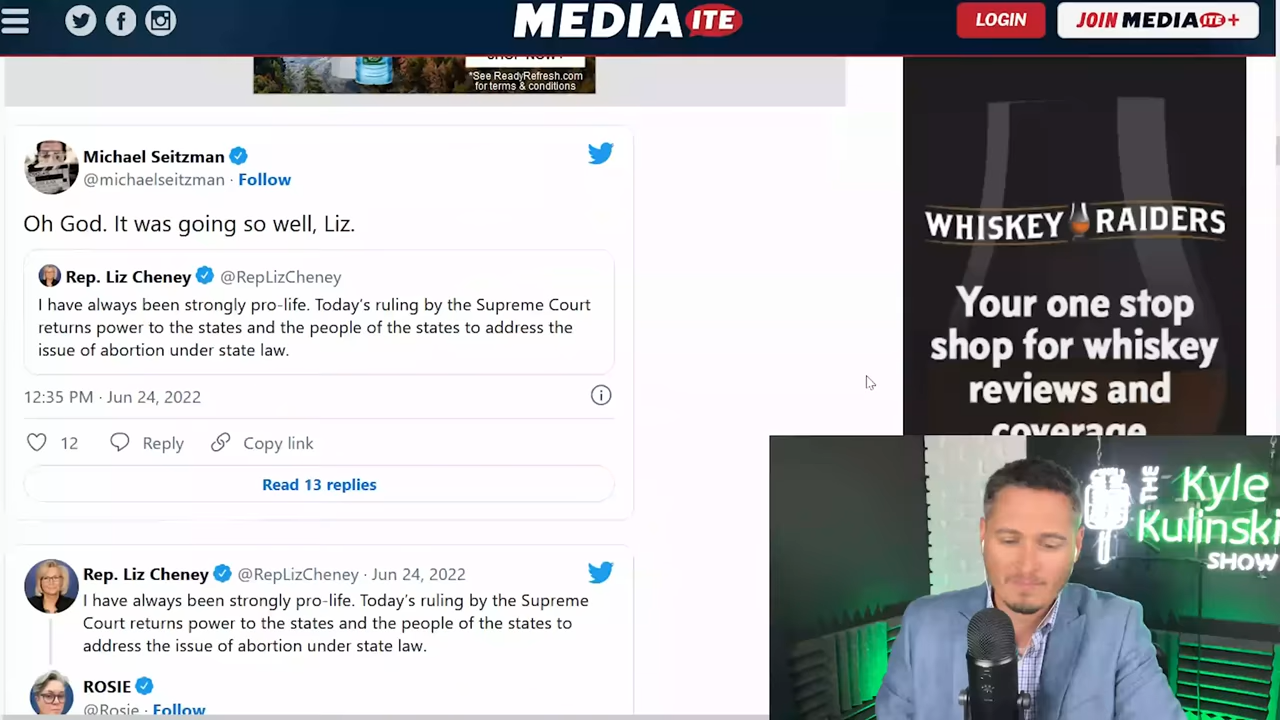 MEDIAITE
LOGIN
JOIN MEDIAITE+
SHOP NOW
*See ReadyRefresh.com
for terms & conditions
Michael Seitzman
@michaelseitzman · Follow
Oh God. It was going so well, Liz.
Rep. Liz Cheney @RepLizCheney
I have always been strongly pro-life. Today's ruling by the Supreme Court
returns power to the states and the people of the states to address the
issue of abortion under state law.
12:35 PM · Jun 24, 2022
12 Reply Copy link
Read 13 replies
Rep. Liz Cheney @RepLizCheney · Jun 24, 2022
I have always been strongly pro-life. Today's ruling by the Supreme
Court returns power to the states and the people of the states to
address the issue of abortion under state law.
ROSIE
@Rosie · Follow
WHISKEY RAIDERS
Your one stop
shop for whiskey
reviews and
coverage
THE
Kyle
Kulinski
SHOW